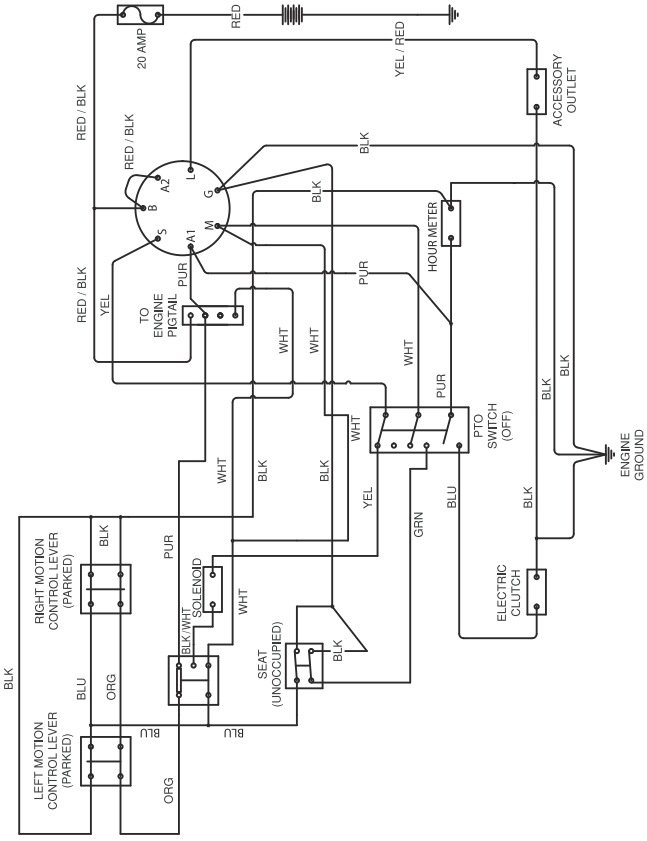 RED
20 AMP
YEL / RED
ACCESSORY
OUTLET
RED / BLK
RED / BLK
BLK
A2
L
G
B
S
A1
M
BLK
HOUR METER
RED / BLK
YEL
PUR
PUR
TO
ENGINE
PIGTAIL
WHT
WHT
WHT
PUR
BLK
BLK
PTO
SWITCH
(OFF)
WHT
WHT
BLK
BLK
YEL
GRN
BLU
BLK
ENGINE
GROUND
RIGHT MOTION
CONTROL LEVER
(PARKED)
BLK
PUR
SOLENOID
WHT
BLK/WHT
ELECTRIC
CLUTCH
BLK
BLU
ORG
SEAT
(UNOCCUPIED)
BLK
BLU
BLU
LEFT MOTION
CONTROL LEVER
(PARKED)
ORG